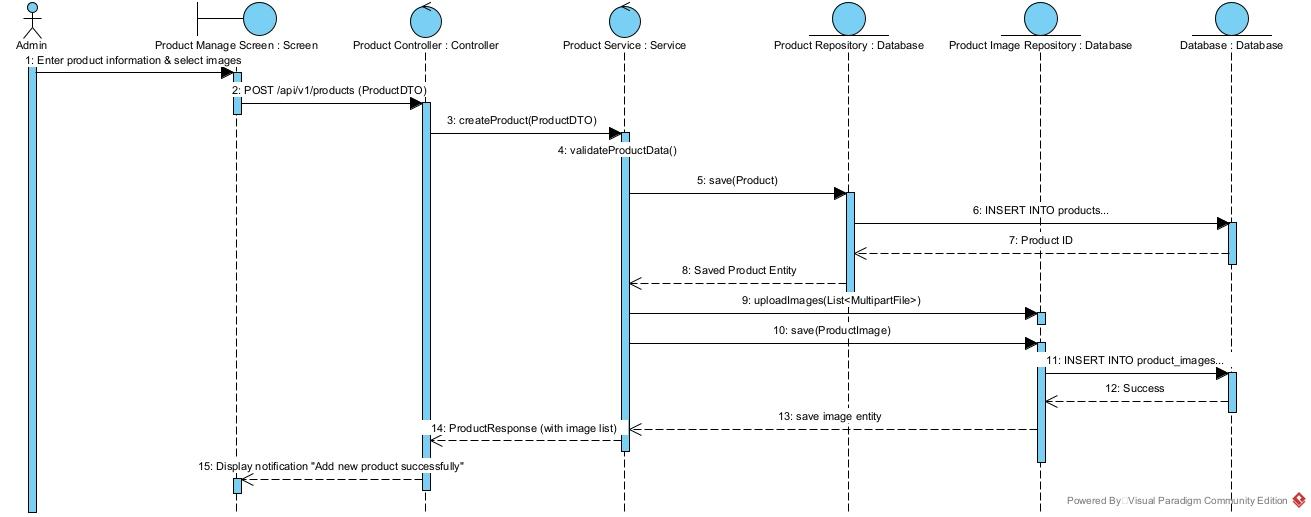 Admin
Product Manage Screen : Screen
Product Controller : Controller
Product Service : Service
Product Repository : Database
Product Image Repository : Database
Database : Database
1: Enter product information & select images
2: POST /api/v1/products (ProductDTO)
3: createProduct(ProductDTO)
4: validateProductData()
5: save(Product)
6: INSERT INTO products...
7: Product ID
8: Saved Product Entity
9: uploadImages(List<MultipartFile>)
10: save(ProductImage)
11: INSERT INTO product_images...
12: Success
13: save image entity
14: ProductResponse (with image list)
15: Display notification "Add new product successfully"
Powered By Visual Paradigm Community Edition